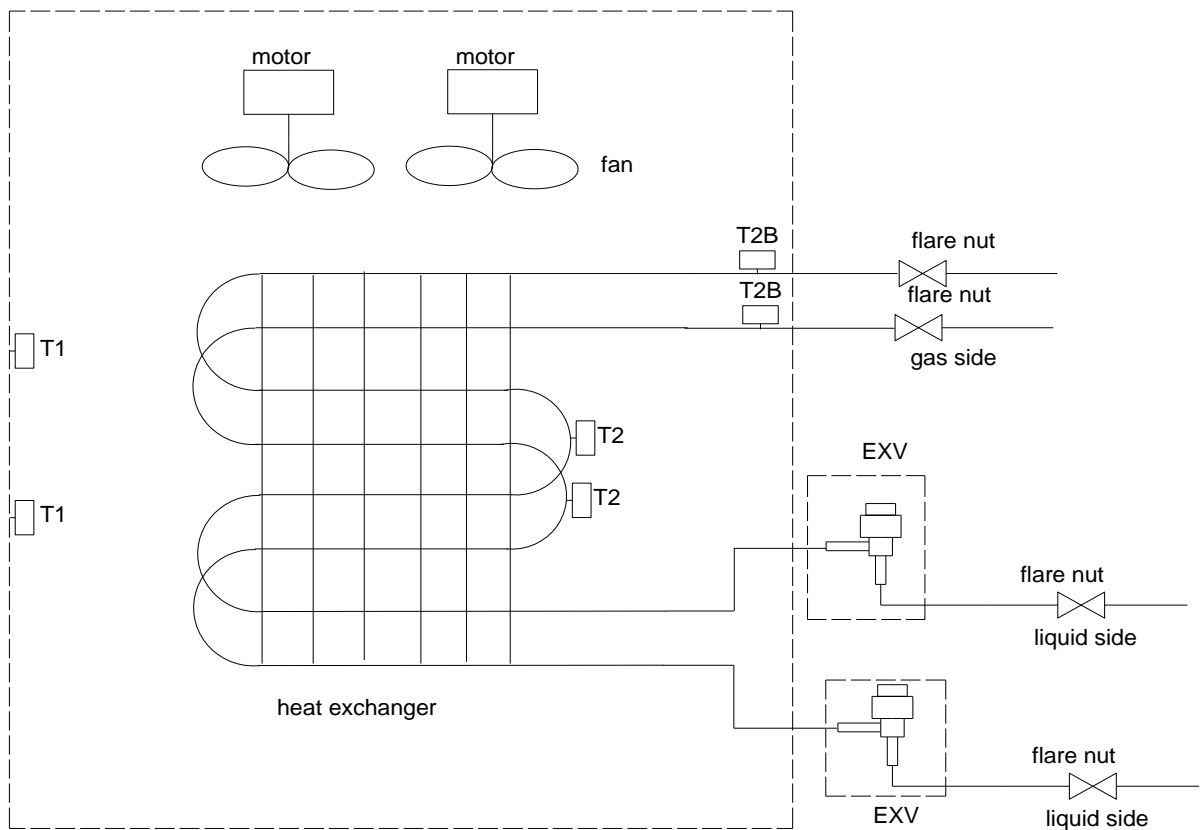 motor
motor
fan
T2B
flare nut
T2B
flare nut
T1
gas side
T2
EXV
T2
T1
flare nut
liquid side
heat exchanger
flare nut
EXV
liquid side